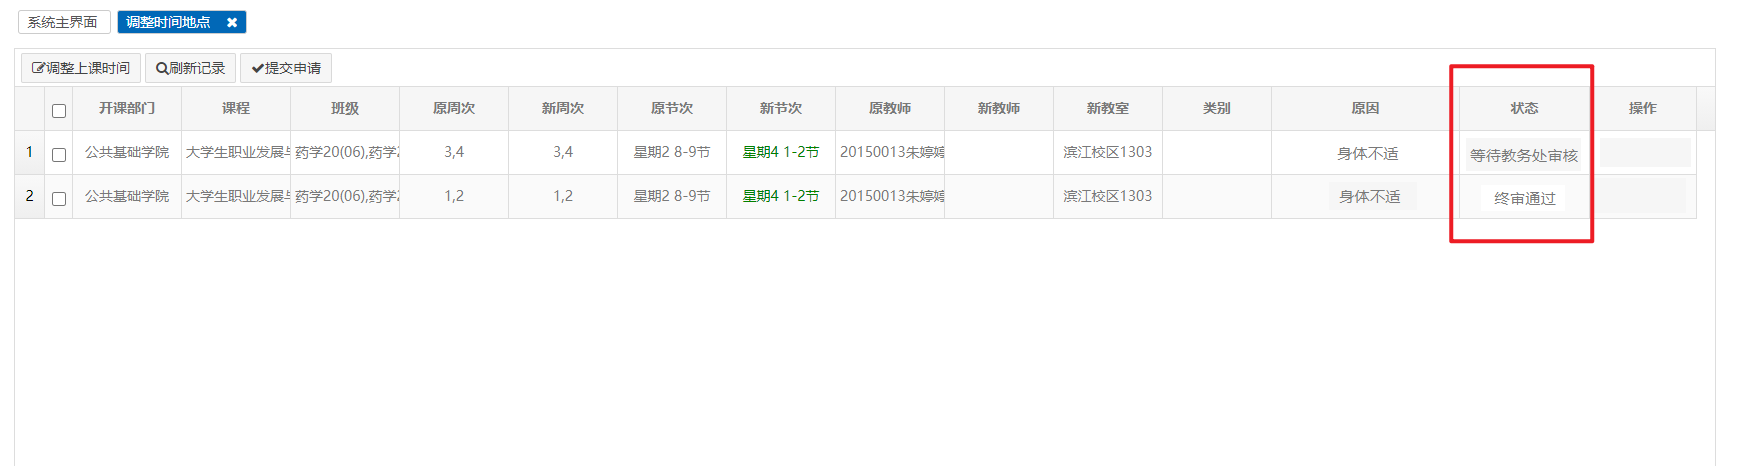 系统主界面 调整时间地点
调整上课时间 刷新记录 提交申请
开课部门 课程 班级 原周次 新周次 原节次 新节次 原教师 新教师 新教室 类别 原因 状态 操作
1 公共基础学院 大学生职业发展与 药学20(06),药学2 3,4 3,4 星期2 8-9节 星期4 1-2节 20150013朱婷婷 滨江校区1303 身体不适 等待教务处审核
2 公共基础学院 大学生职业发展与 药学20(06),药学2 1,2 1,2 星期2 8-9节 星期4 1-2节 20150013朱婷婷 滨江校区1303 身体不适 终审通过